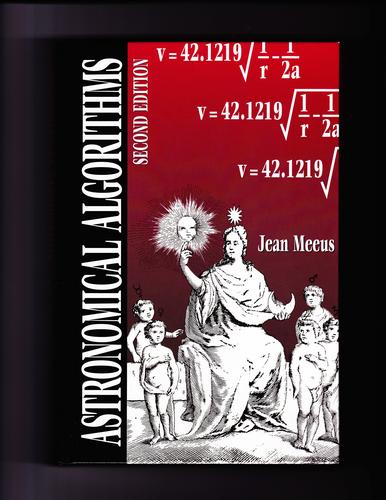 ASTRONOMICAL ALGORITHMS
SECOND EDITION
v = 42.1219 √ 1/r - 1/2a
v = 42.1219 √ 1/r - 1/2a
v = 42.1219 √
Jean Meeus